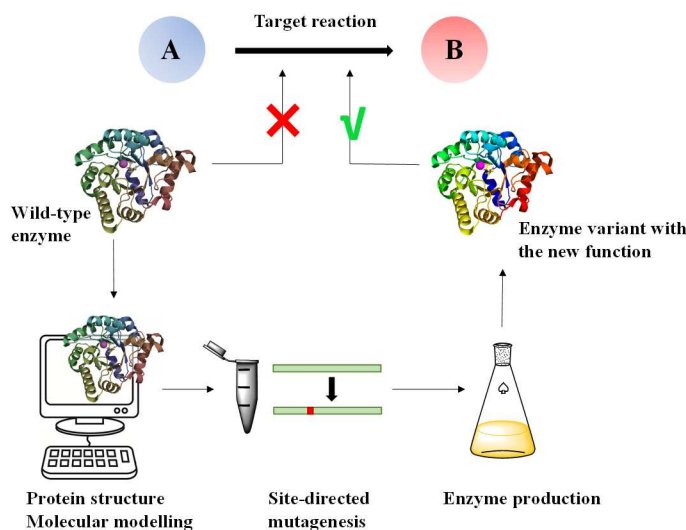 Target reaction
A
B
Wild-type
enzyme
Enzyme variant with
the new function
Protein structure
Molecular modelling
Site-directed
mutagenesis
Enzyme production